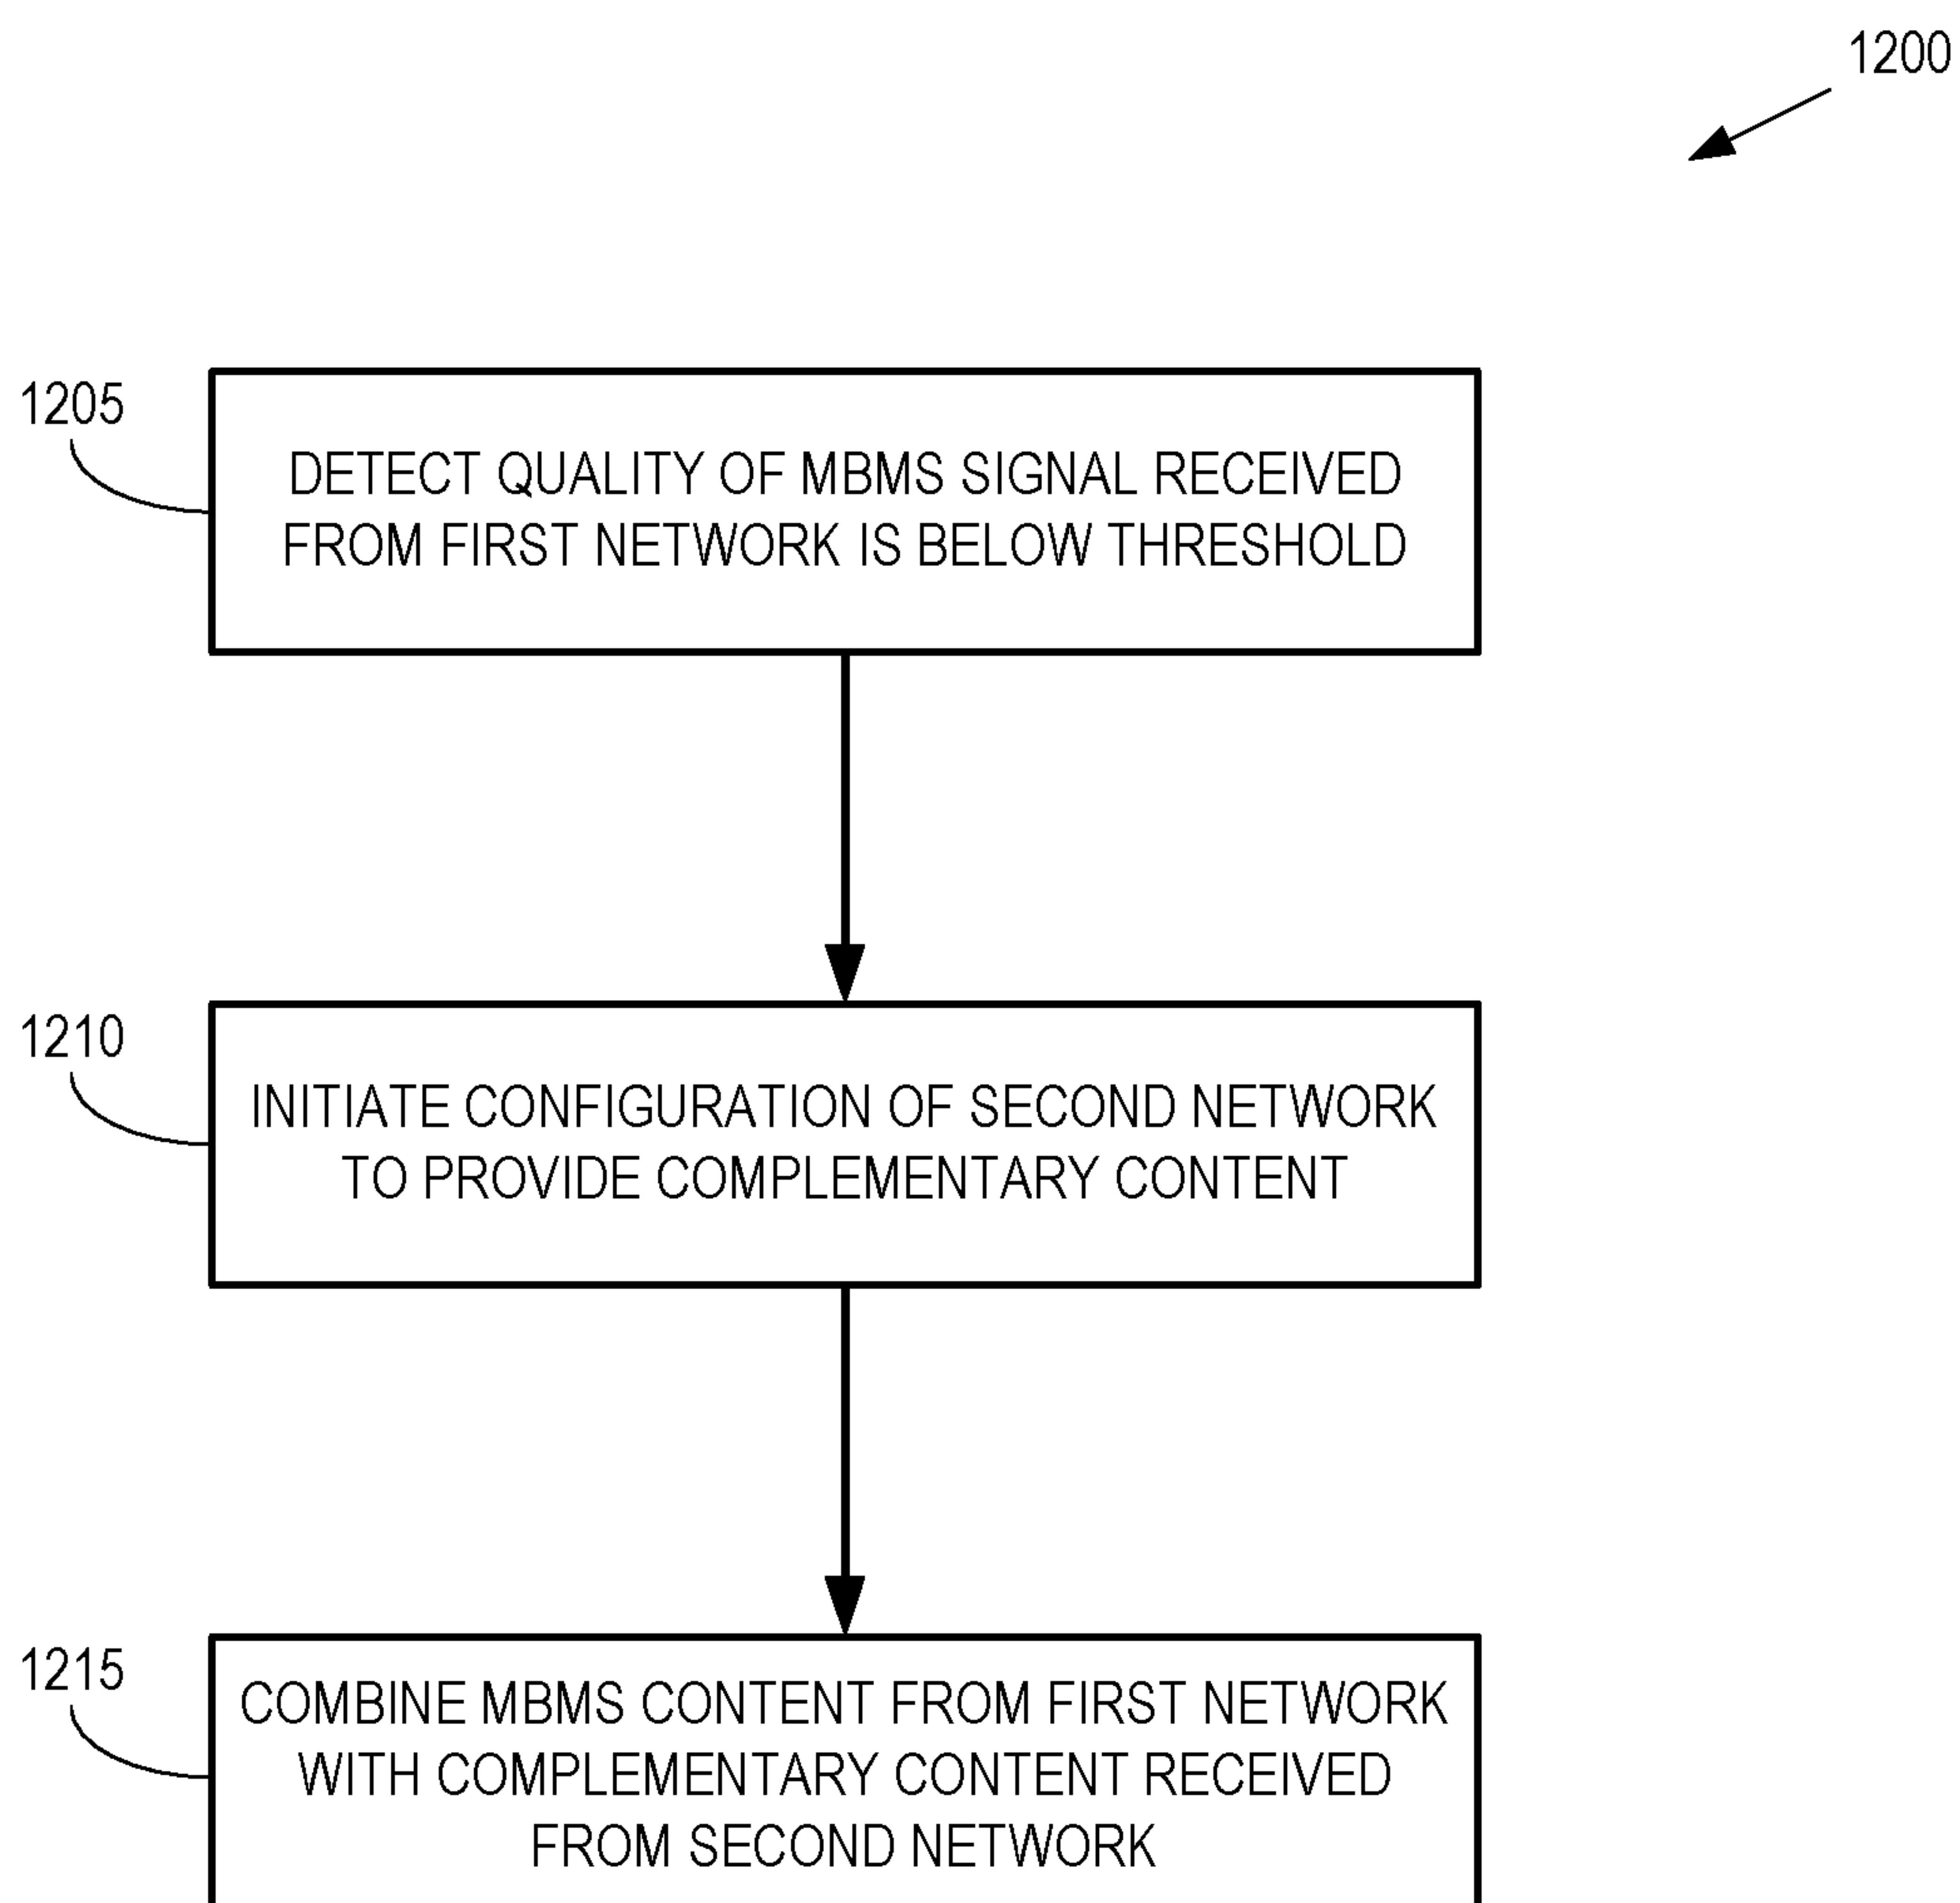 1200
1205
DETECT QUALITY OF MBMS SIGNAL RECEIVED
FROM FIRST NETWORK IS BELOW THRESHOLD
1210
INITIATE CONFIGURATION OF SECOND NETWORK
TO PROVIDE COMPLEMENTARY CONTENT
1215
COMBINE MBMS CONTENT FROM FIRST NETWORK
WITH COMPLEMENTARY CONTENT RECEIVED
FROM SECOND NETWORK